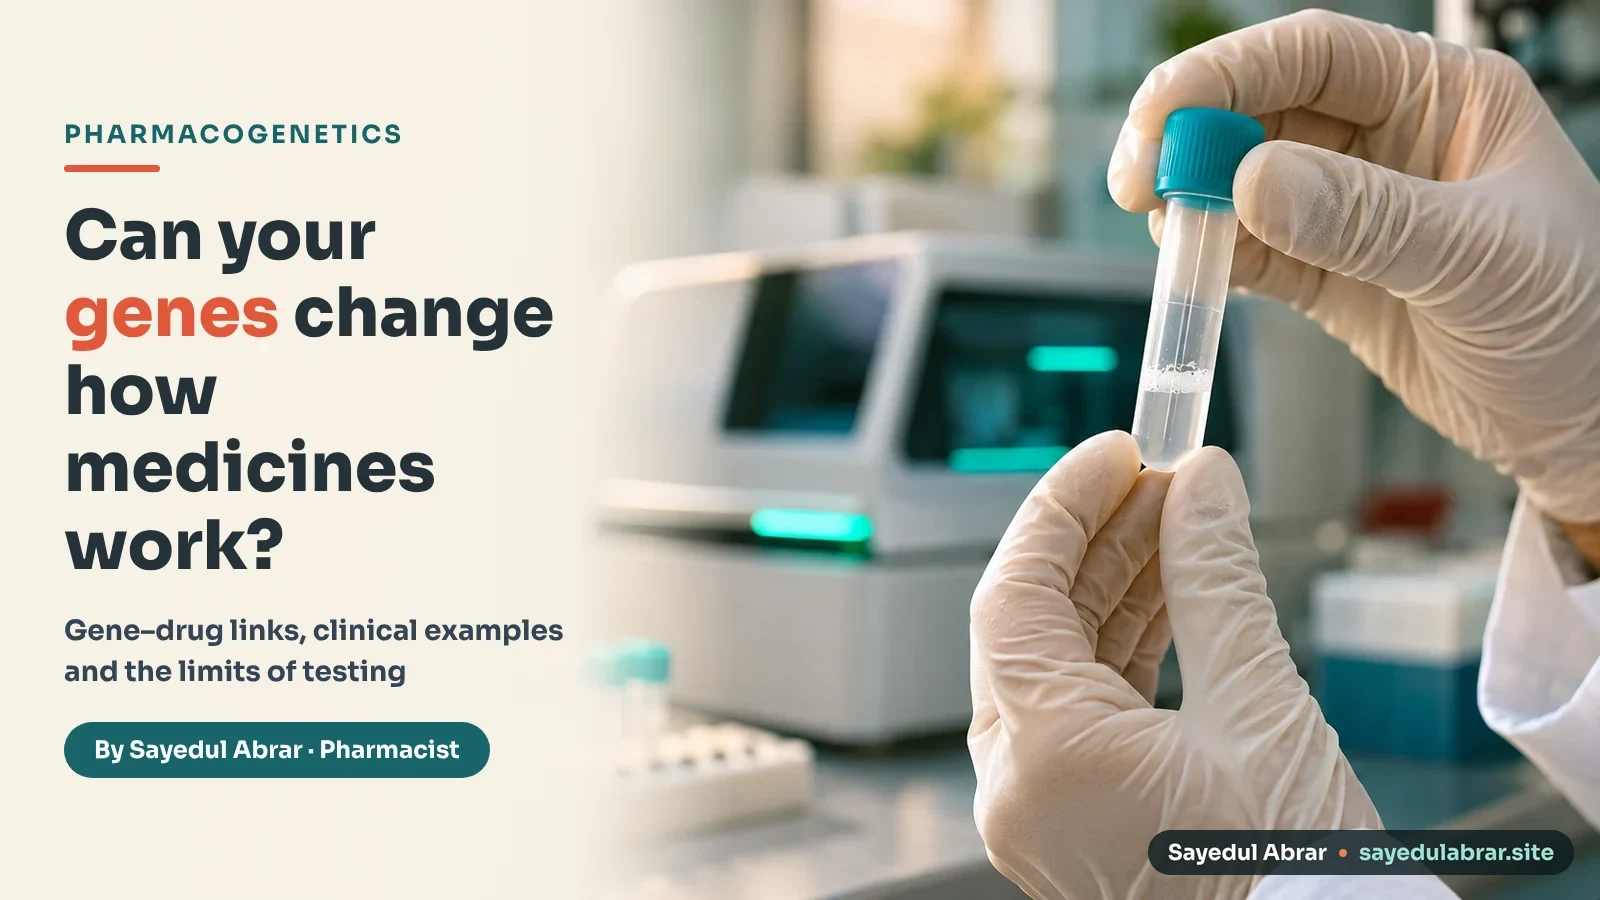 PHARMACOGENETICS
Can your
genes change
how
medicines
work?
Gene–drug links, clinical examples
and the limits of testing
By Sayedul Abrar · Pharmacist
Sayedul Abrar • sayedulabrar.site